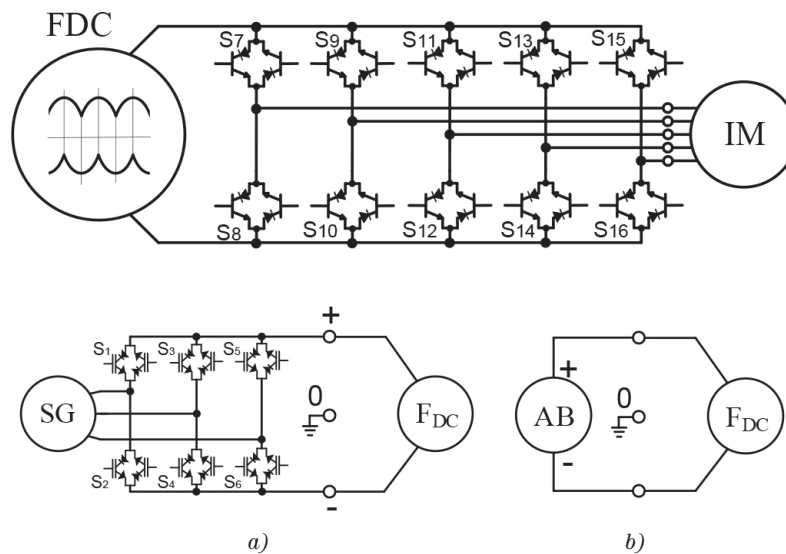 FDC
S7 S9 S11 S13 S15
IM
S8 S10 S12 S14 S16
+
S1 S3 S5
SG
0
FDC
S2 S4 S6
-
+
AB
-
0
FDC
a) b)